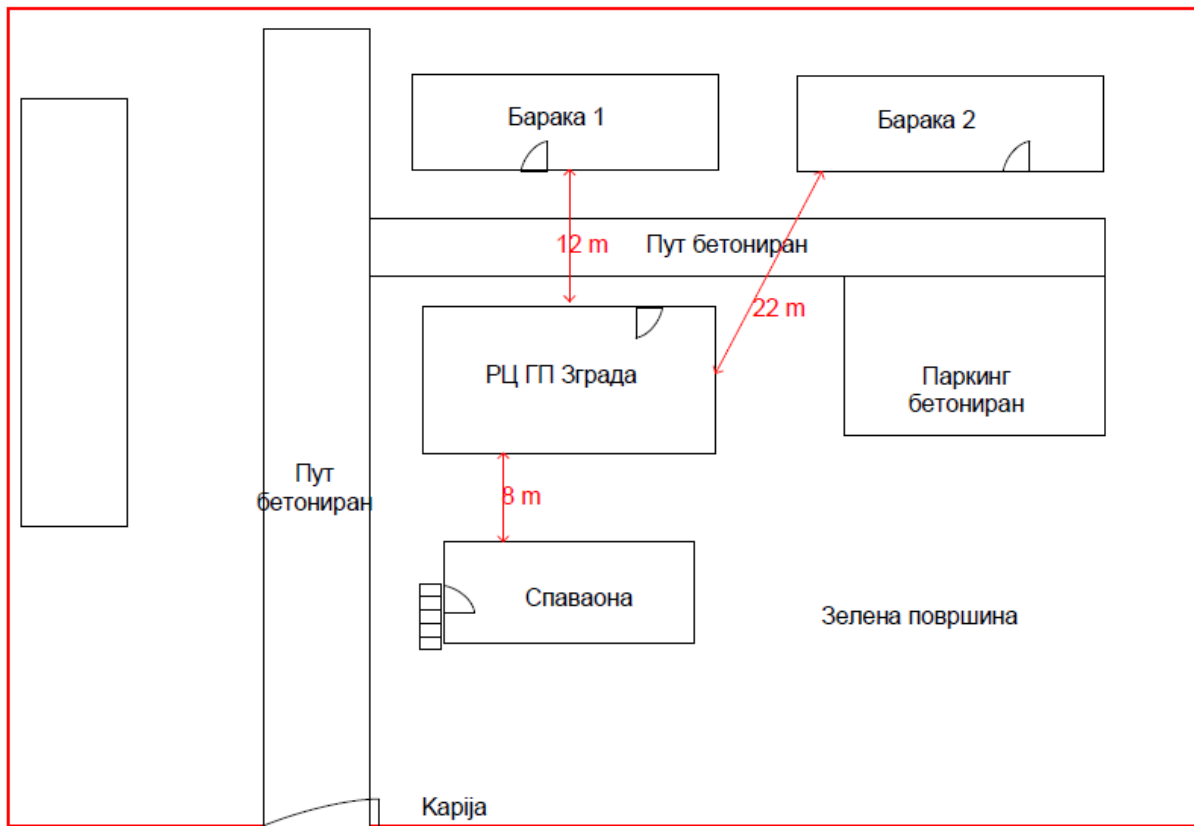 Барака 1
Барака 2
12 m
Пут бетониран
22 m
РЦ ГП Зграда
Паркинг
бетониран
Пут
бетониран
8 m
Спаваона
Зелена површина
Kapija